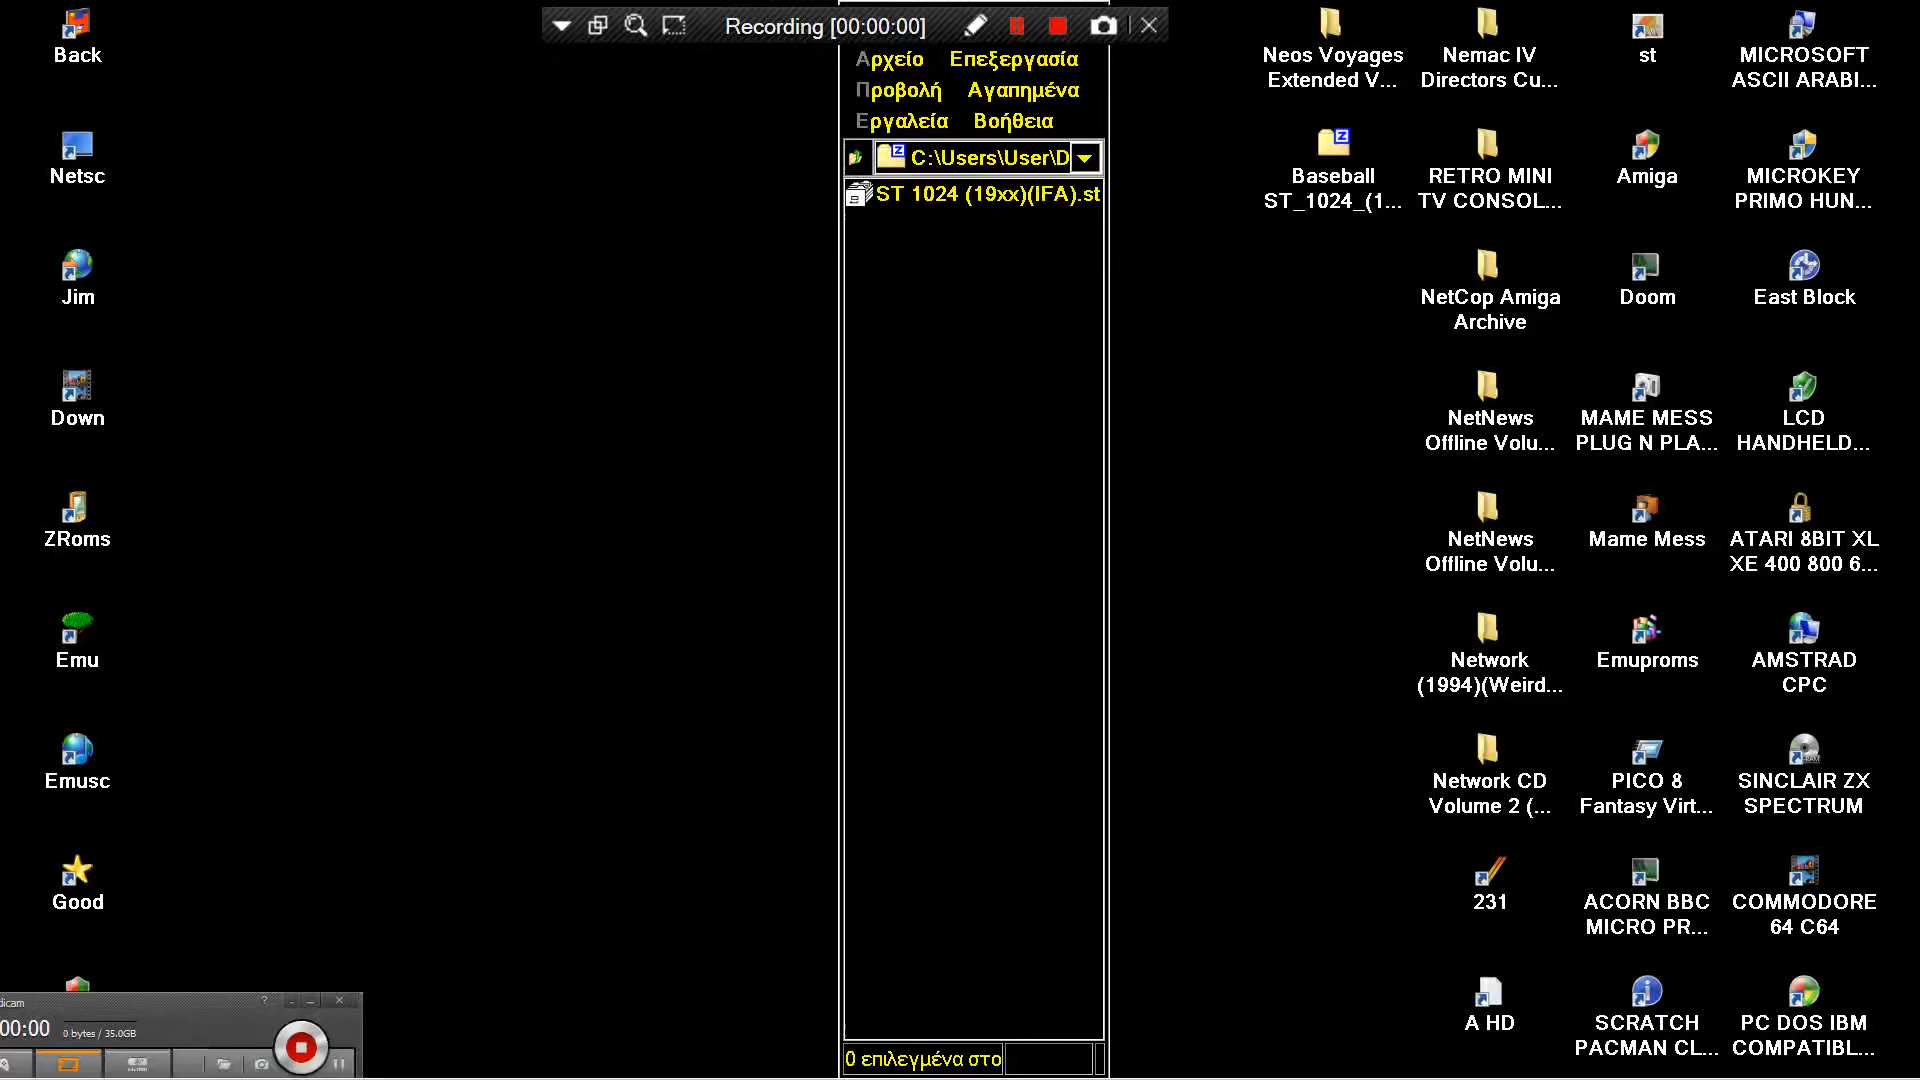 Recording [00:00:00]
Back
Netsc
Jim
Down
ZRoms
Emu
Emusc
Good
dicam
00:00
0 bytes / 35.0GB
Αρχείο Επεξεργασία
Προβολή Αγαπημένα
Εργαλεία Βοήθεια
C:\Users\User\D
ST 1024 (19xx)(IFA).st
0 επιλεγμένα στο
Neos Voyages
Extended V...
Baseball
ST_1024_(1...
Nemac IV
Directors Cu...
RETRO MINI
TV CONSOL...
NetCop Amiga
Archive
NetNews
Offline Volu...
NetNews
Offline Volu...
Network
(1994)(Weird...
Network CD
Volume 2 (...
231
A HD
st
Amiga
Doom
MAME MESS
PLUG N PLA...
Mame Mess
Emuproms
PICO 8
Fantasy Virt...
ACORN BBC
MICRO PR...
SCRATCH
PACMAN CL...
MICROSOFT
ASCII ARABI...
MICROKEY
PRIMO HUN...
East Block
LCD
HANDHELD...
ATARI 8BIT XL
XE 400 800 6...
AMSTRAD
CPC
SINCLAIR ZX
SPECTRUM
COMMODORE
64 C64
PC DOS IBM
COMPATIBL...